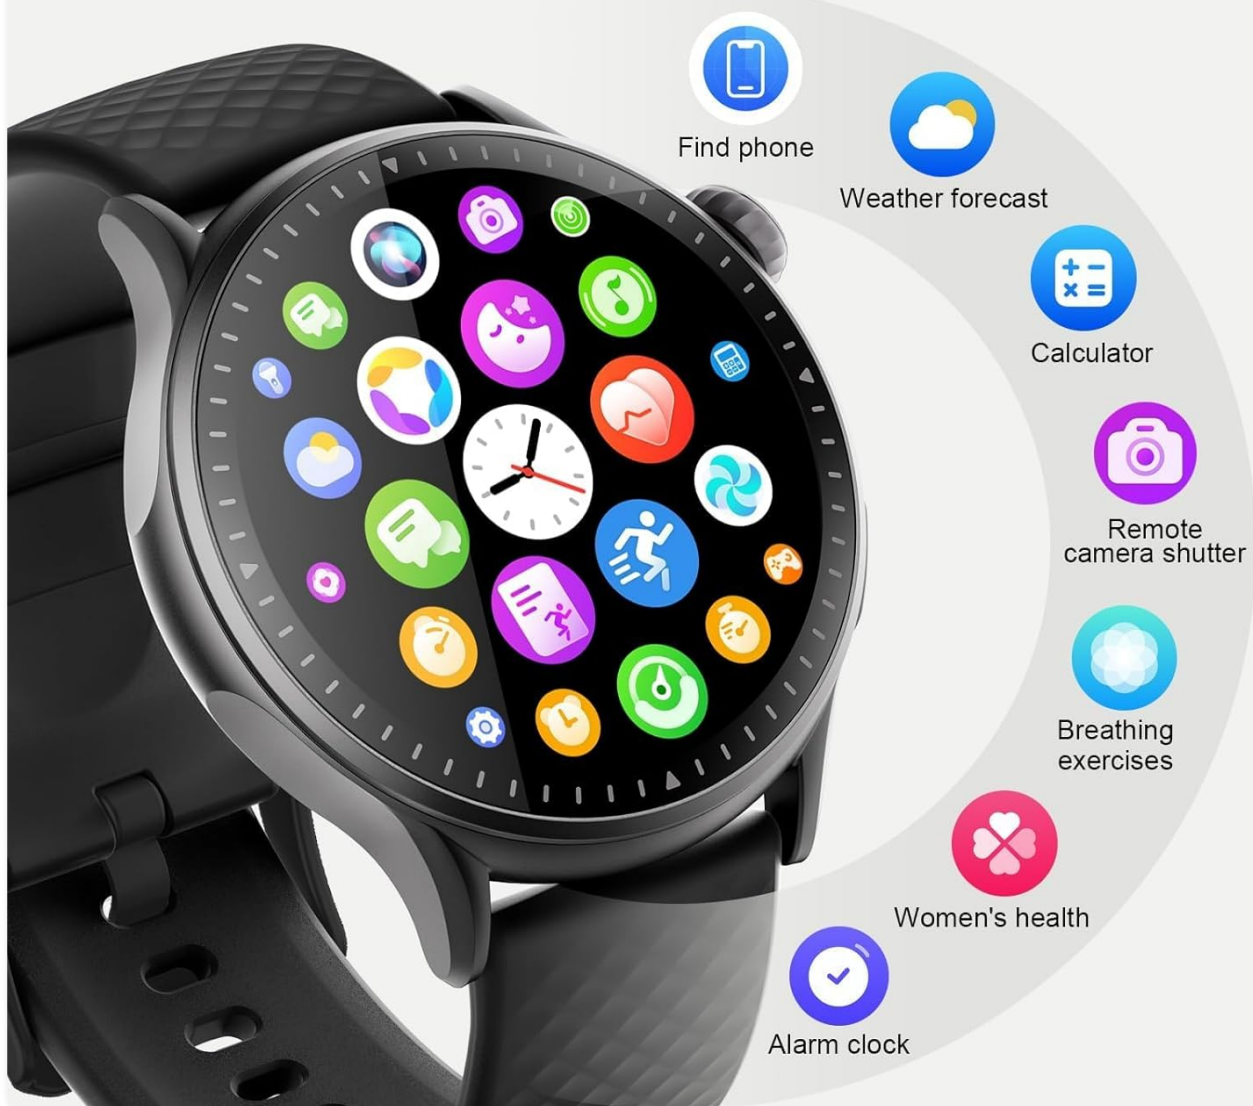 Find phone
Weather forecast
Calculator
Remote
camera shutter
Breathing
exercises
Women's health
Alarm clock